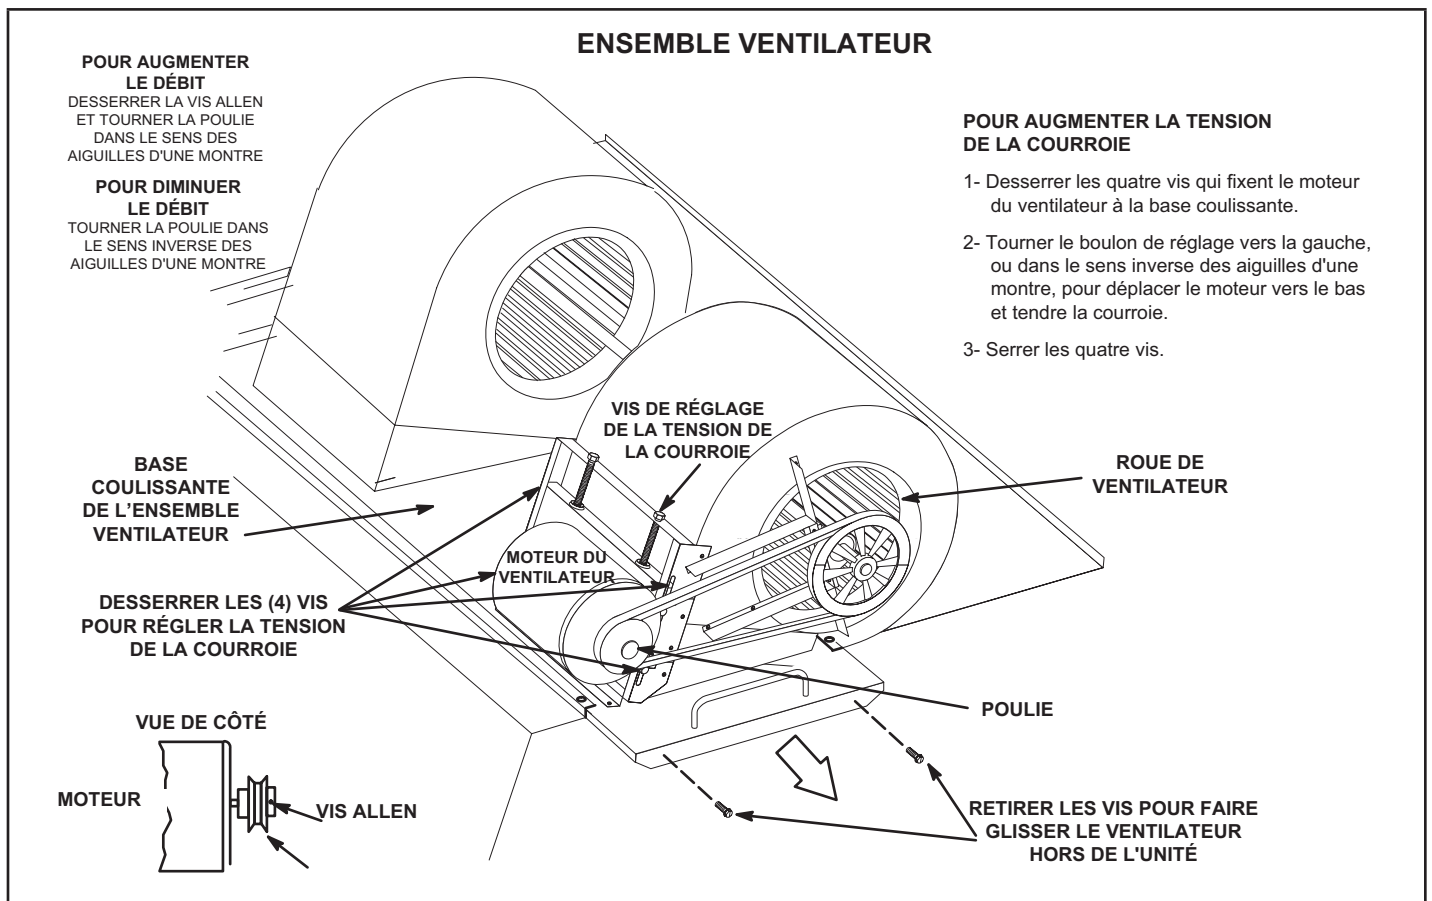 ENSEMBLE VENTILATEUR
POUR AUGMENTER
LE DÉBIT
DESSERRER LA VIS ALLEN
ET TOURNER LA POULIE
DANS LE SENS DES
AIGUILLES D'UNE MONTRE
POUR DIMINUER
LE DÉBIT
TOURNER LA POULIE DANS
LE SENS INVERSE DES
AIGUILLES D'UNE MONTRE
POUR AUGMENTER LA TENSION
DE LA COURROIE
1- Desserrer les quatre vis qui fixent le moteur
du ventilateur à la base coulissante.
2- Tourner le boulon de réglage vers la gauche,
ou dans le sens inverse des aiguilles d'une
montre, pour déplacer le moteur vers le bas
et tendre la courroie.
3- Serrer les quatre vis.
VIS DE RÉGLAGE
DE LA TENSION DE
LA COURROIE
BASE
COULISSANTE
DE L’ENSEMBLE
VENTILATEUR
ROUE DE
VENTILATEUR
MOTEUR DU
VENTILATEUR
DESSERRER LES (4) VIS
POUR RÉGLER LA TENSION
DE LA COURROIE
POULIE
VUE DE CÔTÉ
MOTEUR
VIS ALLEN
RETIRER LES VIS POUR FAIRE
GLISSER LE VENTILATEUR
HORS DE L'UNITÉ